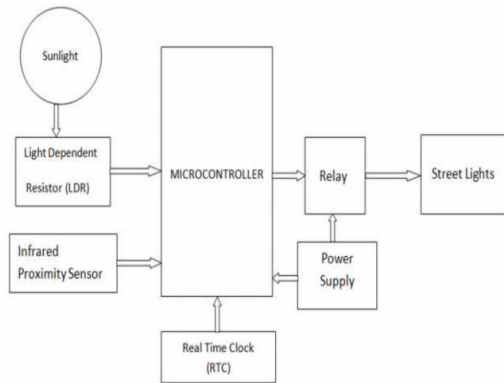 Sunlight
Light Dependent
Resistor (LDR)
MICROCONTROLLER
Relay
Street Lights
Infrared
Proximity Sensor
Power
Supply
Real Time Clock
(RTC)